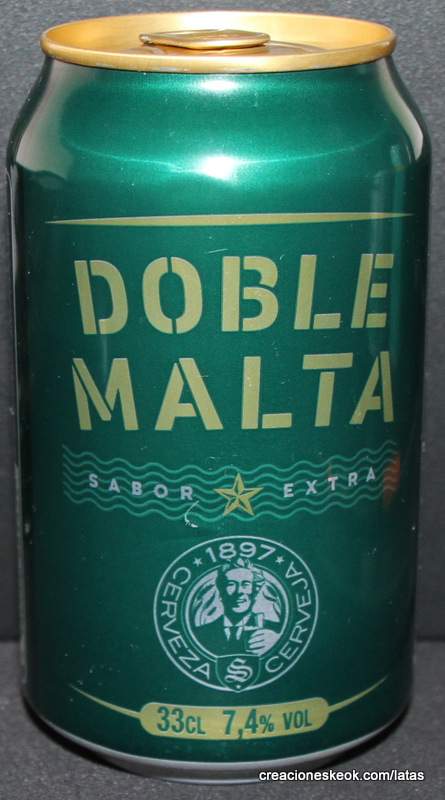 DOBLE
MALTA
SABOR EXTRA
1897
CERVEZA CERVEJA
S
33CL 7,4% VOL
creacioneskeok.com/latas